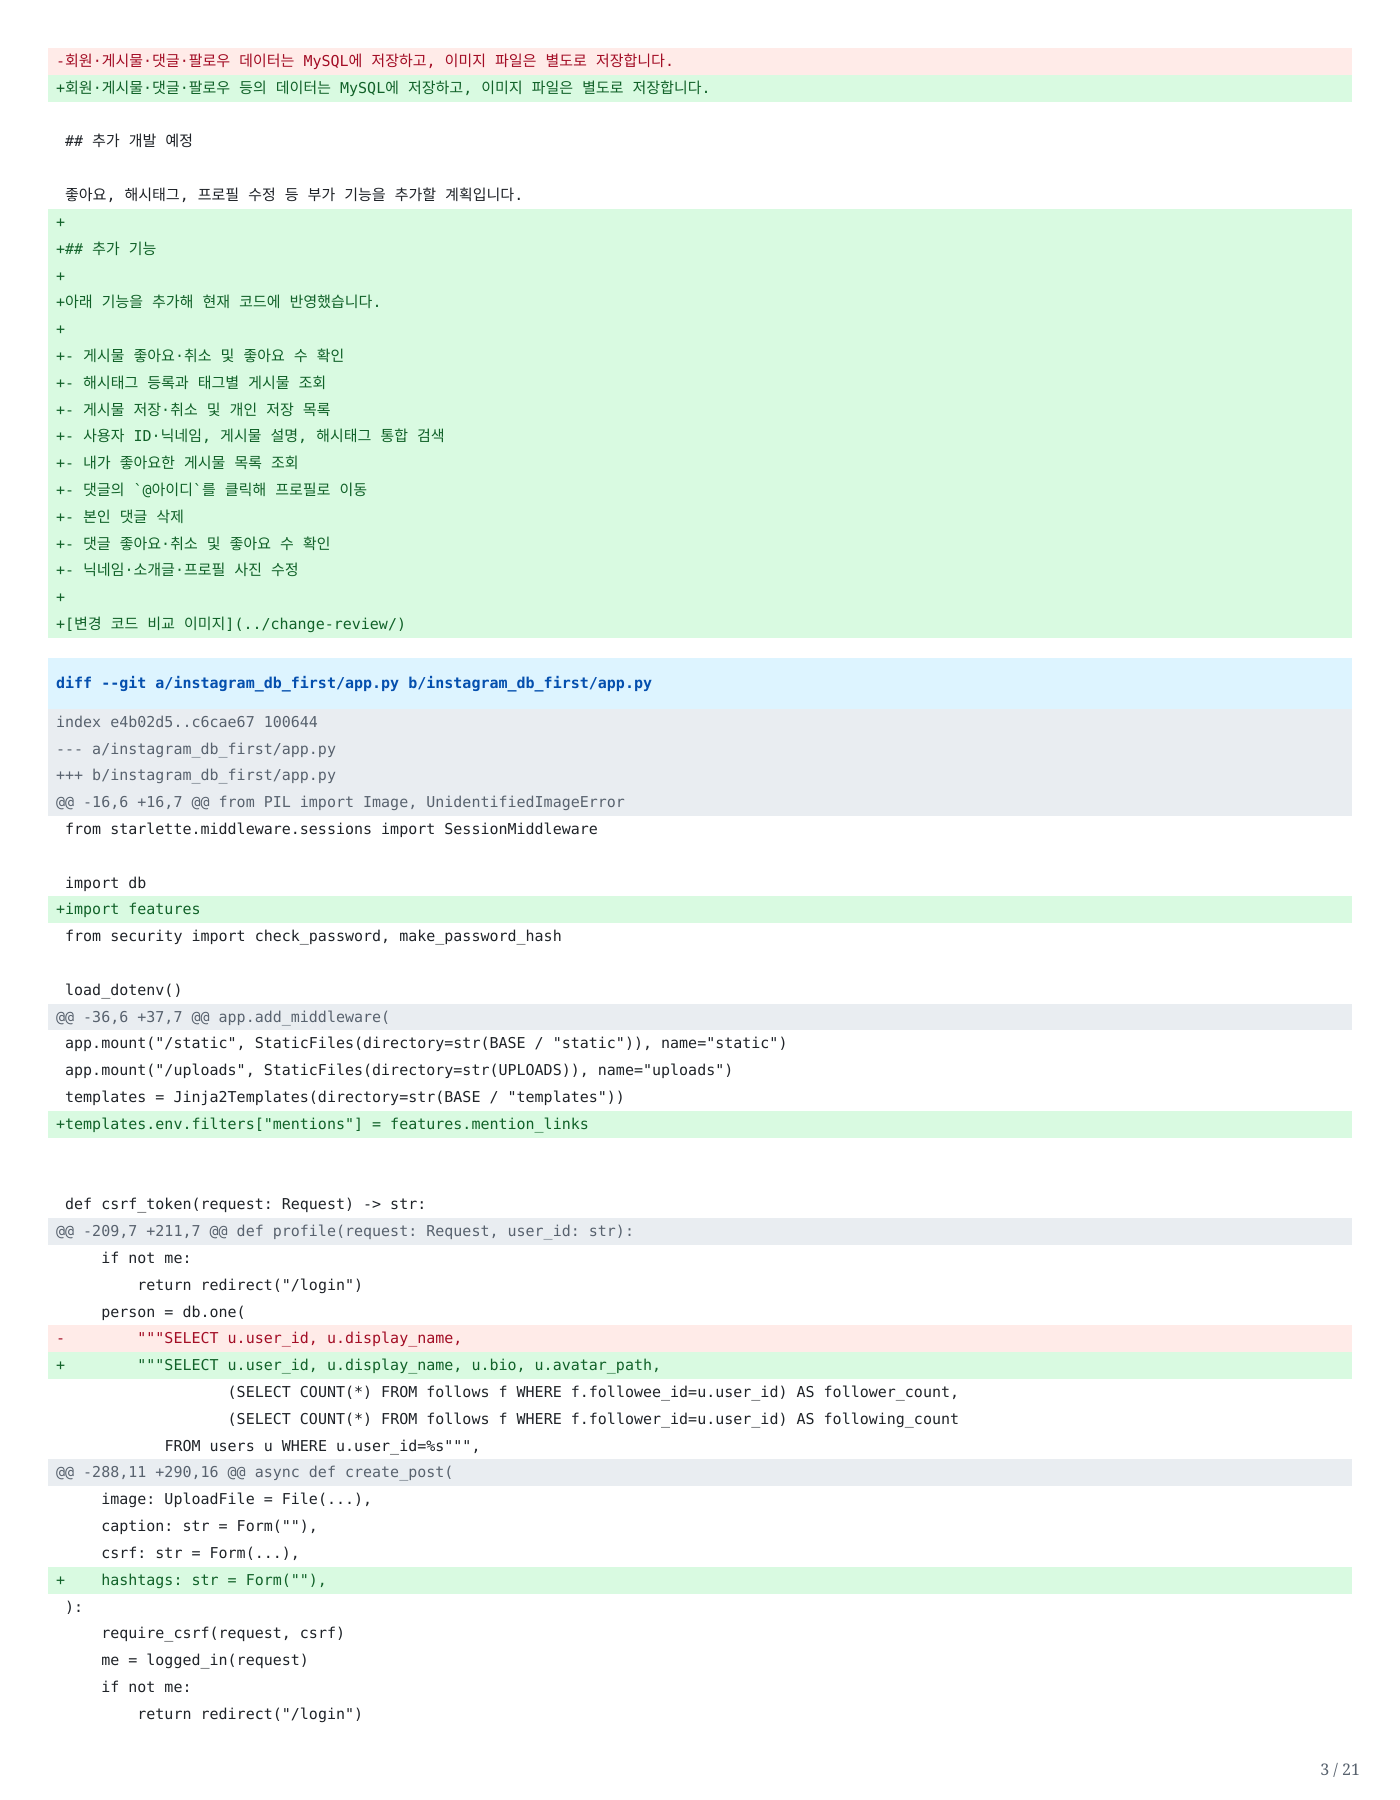 -회원·게시물·댓글·팔로우 데이터는 MySQL에 저장하고, 이미지 파일은 별도로 저장합니다.
+회원·게시물·댓글·팔로우 등의 데이터는 MySQL에 저장하고, 이미지 파일은 별도로 저장합니다.
## 추가 개발 예정
좋아요, 해시태그, 프로필 수정 등 부가 기능을 추가할 계획입니다.
+
+## 추가 기능
+
+아래 기능을 추가해 현재 코드에 반영했습니다.
+
+- 게시물 좋아요·취소 및 좋아요 수 확인
+- 해시태그 등록과 태그별 게시물 조회
+- 게시물 저장·취소 및 개인 저장 목록
+- 사용자 ID·닉네임, 게시물 설명, 해시태그 통합 검색
+- 내가 좋아요한 게시물 목록 조회
+- 댓글의 `@아이디`를 클릭해 프로필로 이동
+- 본인 댓글 삭제
+- 댓글 좋아요·취소 및 좋아요 수 확인
+- 닉네임·소개글·프로필 사진 수정
+
+[변경 코드 비교 이미지](../change-review/)
diff --git a/instagram_db_first/app.py b/instagram_db_first/app.py
index e4b02d5..c6cae67 100644
--- a/instagram_db_first/app.py
+++ b/instagram_db_first/app.py
@@ -16,6 +16,7 @@ from PIL import Image, UnidentifiedImageError
 from starlette.middleware.sessions import SessionMiddleware
 import db
+import features
 from security import check_password, make_password_hash
 load_dotenv()
@@ -36,6 +37,7 @@ app.add_middleware(
 app.mount("/static", StaticFiles(directory=str(BASE / "static")), name="static")
 app.mount("/uploads", StaticFiles(directory=str(UPLOADS)), name="uploads")
 templates = Jinja2Templates(directory=str(BASE / "templates"))
+templates.env.filters["mentions"] = features.mention_links
 def csrf_token(request: Request) -> str:
@@ -209,7 +211,7 @@ def profile(request: Request, user_id: str):
     if not me:
         return redirect("/login")
     person = db.one(
-        """SELECT u.user_id, u.display_name,
+        """SELECT u.user_id, u.display_name, u.bio, u.avatar_path,
                  (SELECT COUNT(*) FROM follows f WHERE f.followee_id=u.user_id) AS follower_count,
                  (SELECT COUNT(*) FROM follows f WHERE f.follower_id=u.user_id) AS following_count
           FROM users u WHERE u.user_id=%s""",
@@ -288,11 +290,16 @@ async def create_post(
     image: UploadFile = File(...),
     caption: str = Form(""),
     csrf: str = Form(...),
+    hashtags: str = Form(""),
 ):
     require_csrf(request, csrf)
     me = logged_in(request)
     if not me:
         return redirect("/login")
3 / 21